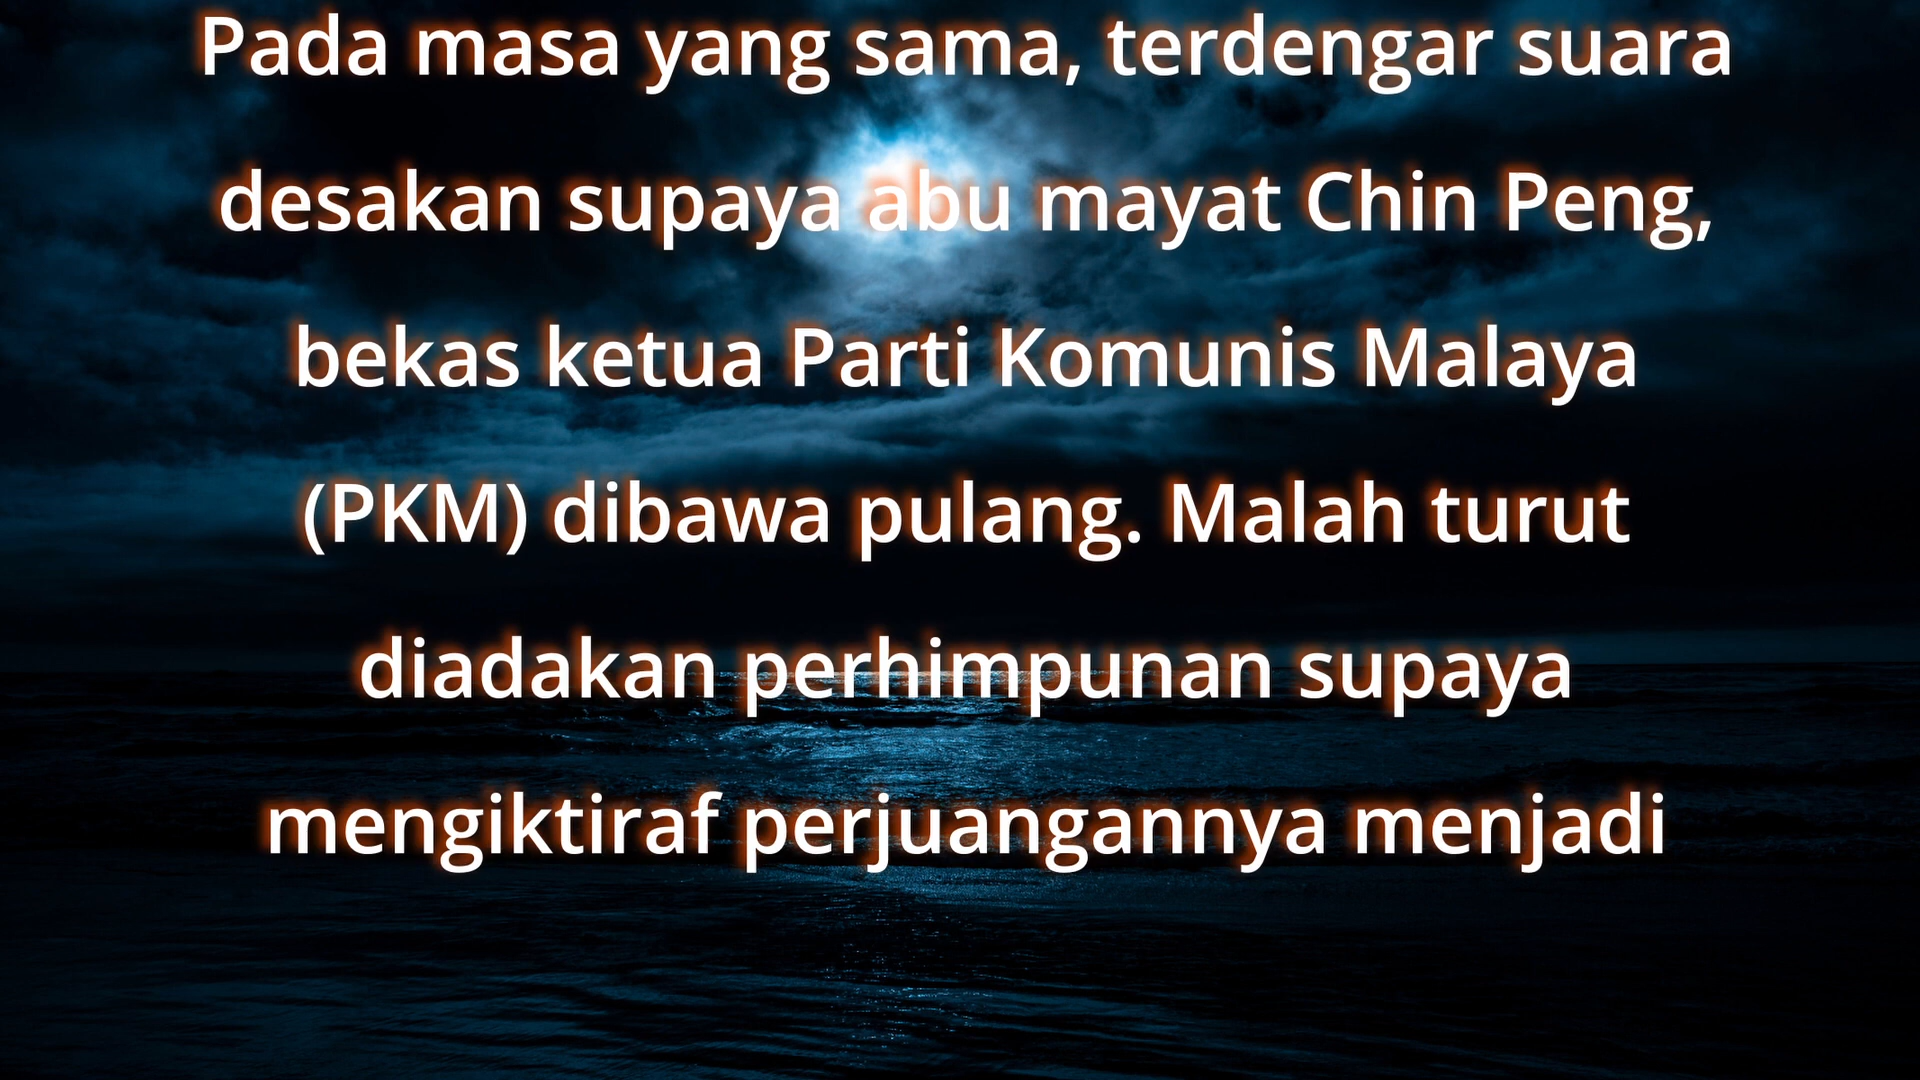 Pada masa yang sama, terdengar suara
desakan supaya abu mayat Chin Peng,
bekas ketua Parti Komunis Malaya
(PKM) dibawa pulang. Malah turut
diadakan perhimpunan supaya
mengiktiraf perjuangannya menjadi